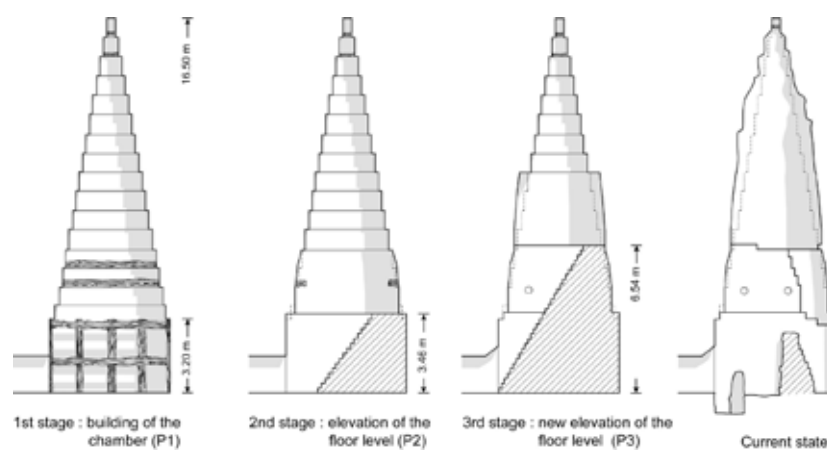 16.50 m
3.20 m
3.46 m
6.54 m
1st stage : building of the
chamber (P1)
2nd stage : elevation of the
floor level (P2)
3rd stage : new elevation of the
floor level (P3)
Current state